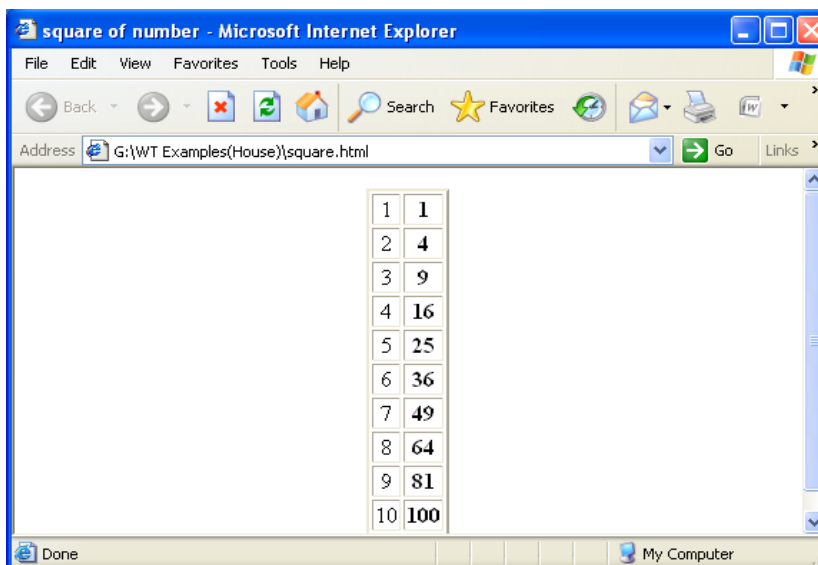 square of number - Microsoft Internet Explorer
File Edit View Favorites Tools Help
Back Search Favorites
Address G:\WT Examples(House)\square.html Go Links »
1 1
2 4
3 9
4 16
5 25
6 36
7 49
8 64
9 81
10 100
Done My Computer